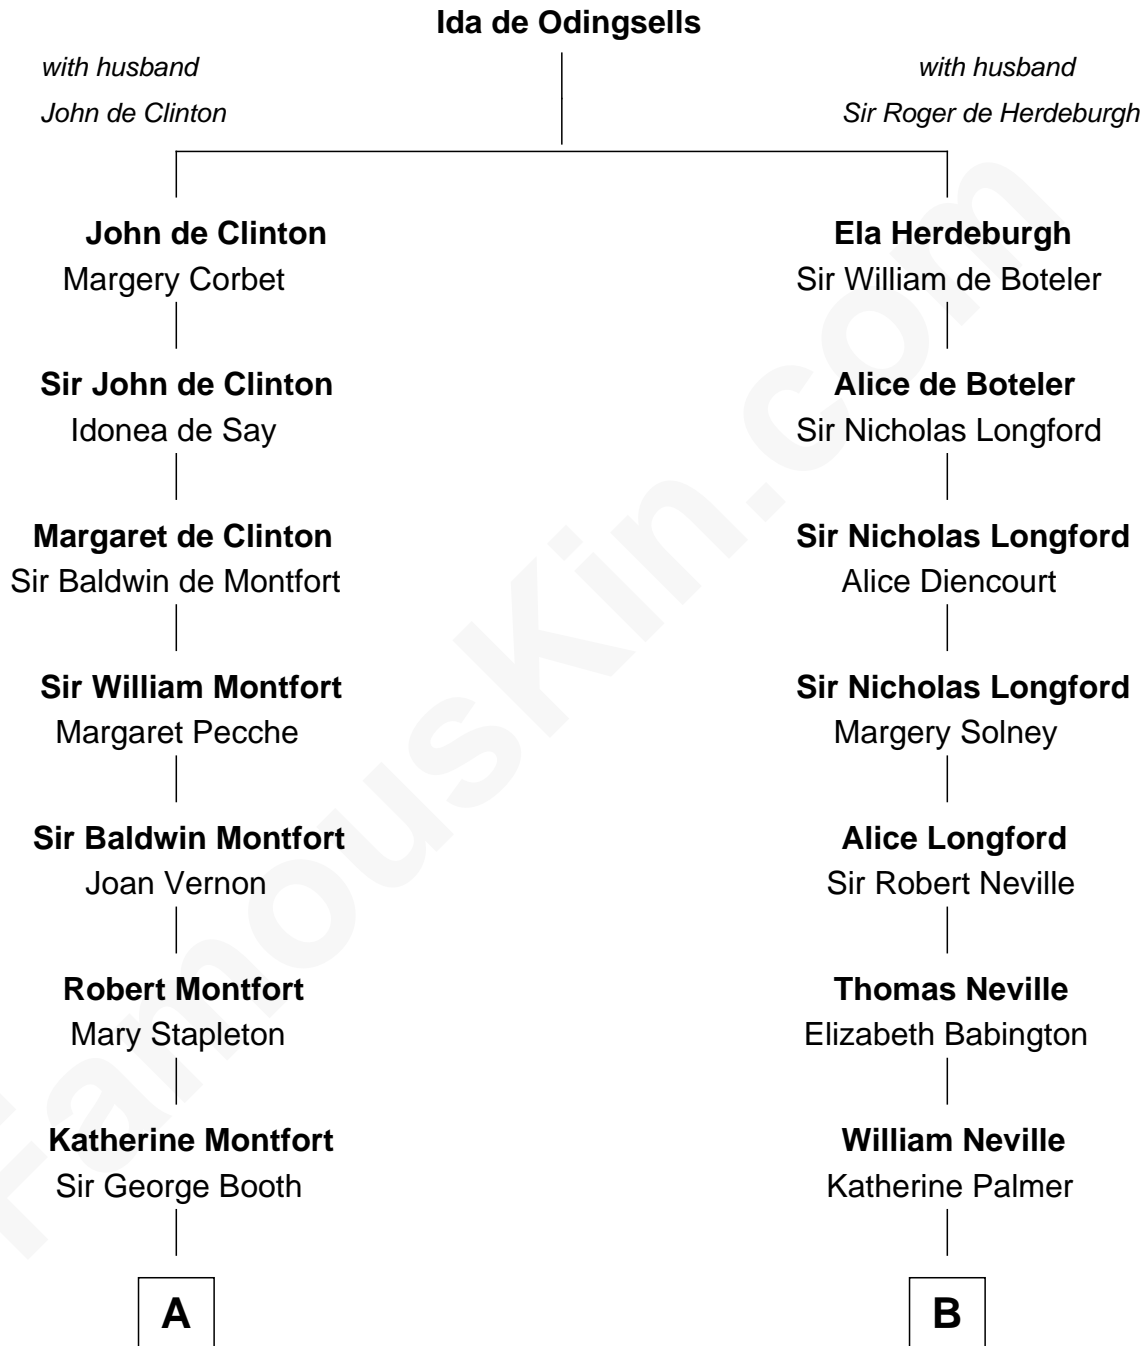 Ida de Odingsells
with husband
John de Clinton
with husband
Sir Roger de Herdeburgh
John de Clinton
Margery Corbet
Sir John de Clinton
Idonea de Say
Margaret de Clinton
Sir Baldwin de Montfort
Sir William Montfort
Margaret Pecche
Sir Baldwin Montfort
Joan Vernon
Robert Montfort
Mary Stapleton
Katherine Montfort
Sir George Booth
A
Ela Herdeburgh
Sir William de Boteler
Alice de Boteler
Sir Nicholas Longford
Sir Nicholas Longford
Alice Diencourt
Sir Nicholas Longford
Margery Solney
Alice Longford
Sir Robert Neville
Thomas Neville
Elizabeth Babington
William Neville
Katherine Palmer
B
FamousKin.com